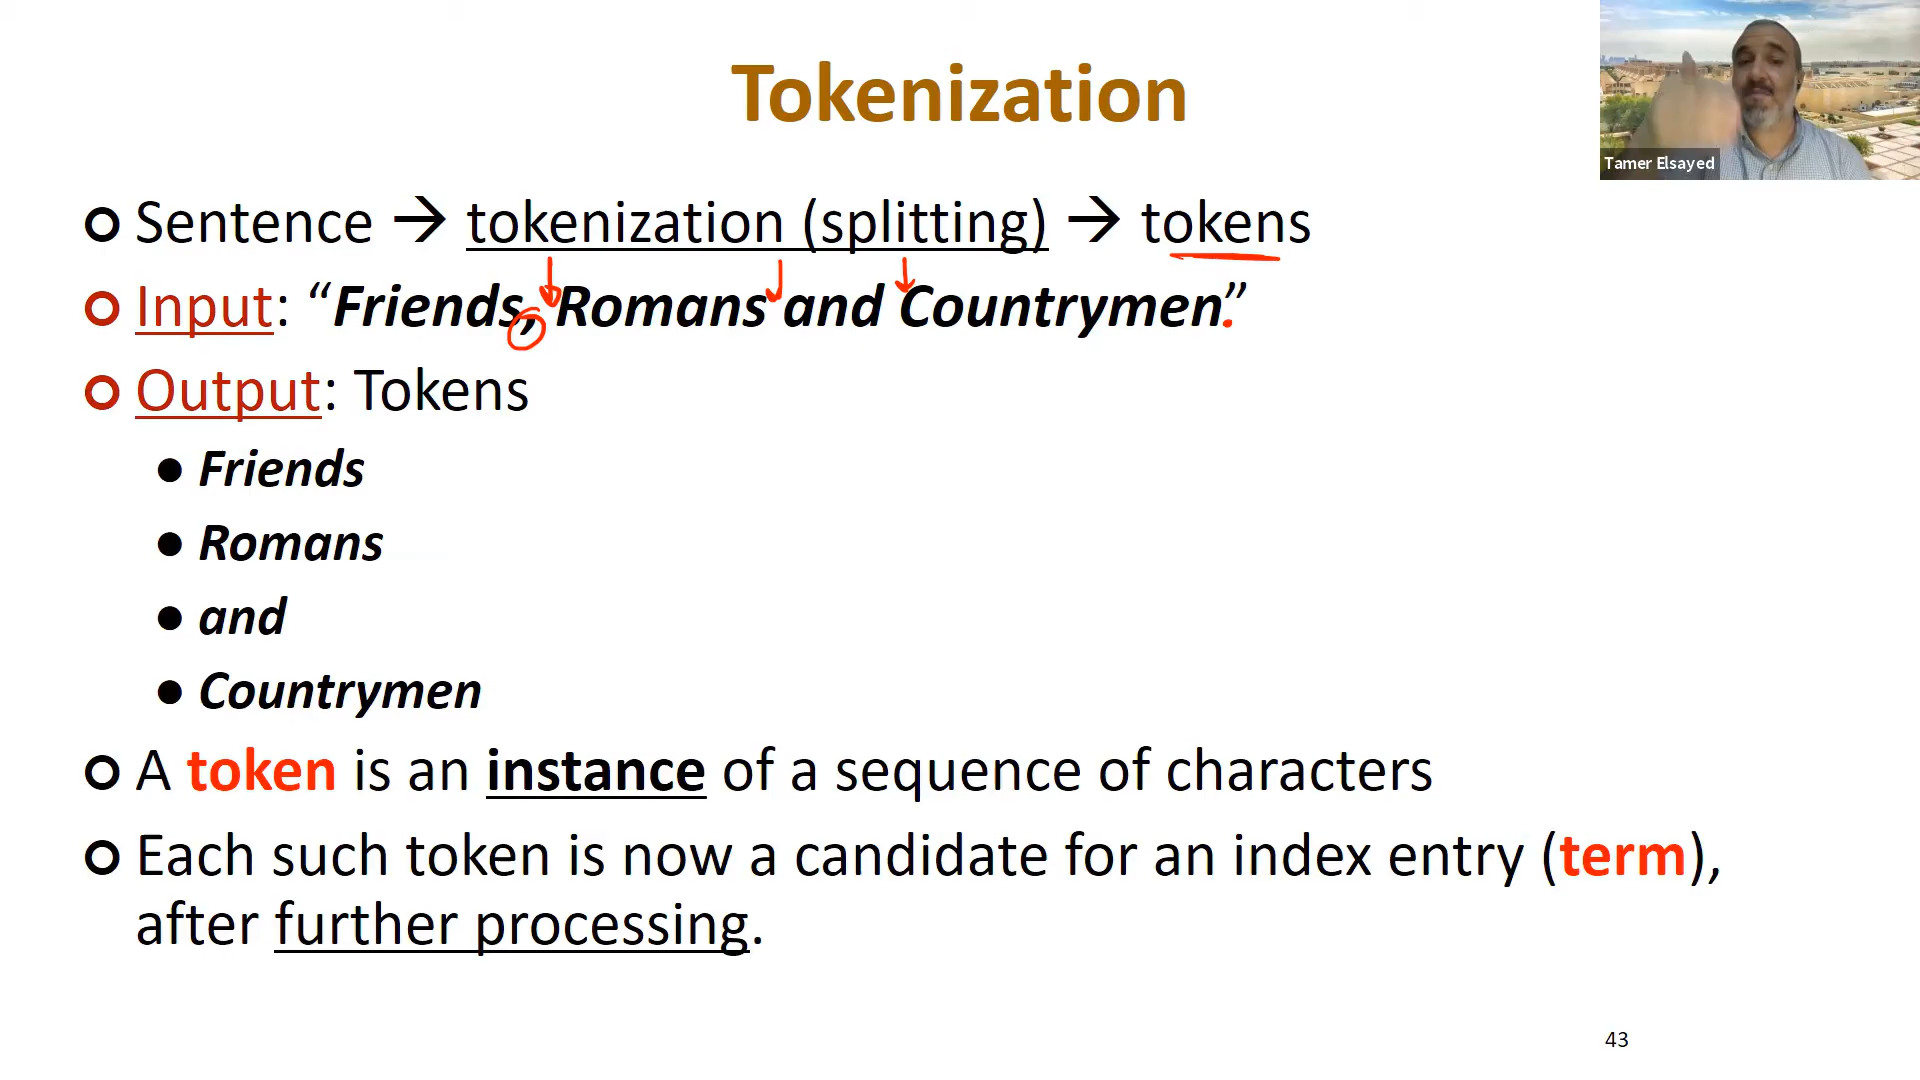 Tokenization
Tamer Elsayed
Sentence → tokenization (splitting) → tokens
Input: “Friends, Romans and Countrymen.”
Output: Tokens
Friends
Romans
and
Countrymen
A token is an instance of a sequence of characters
Each such token is now a candidate for an index entry (term),
after further processing.
43